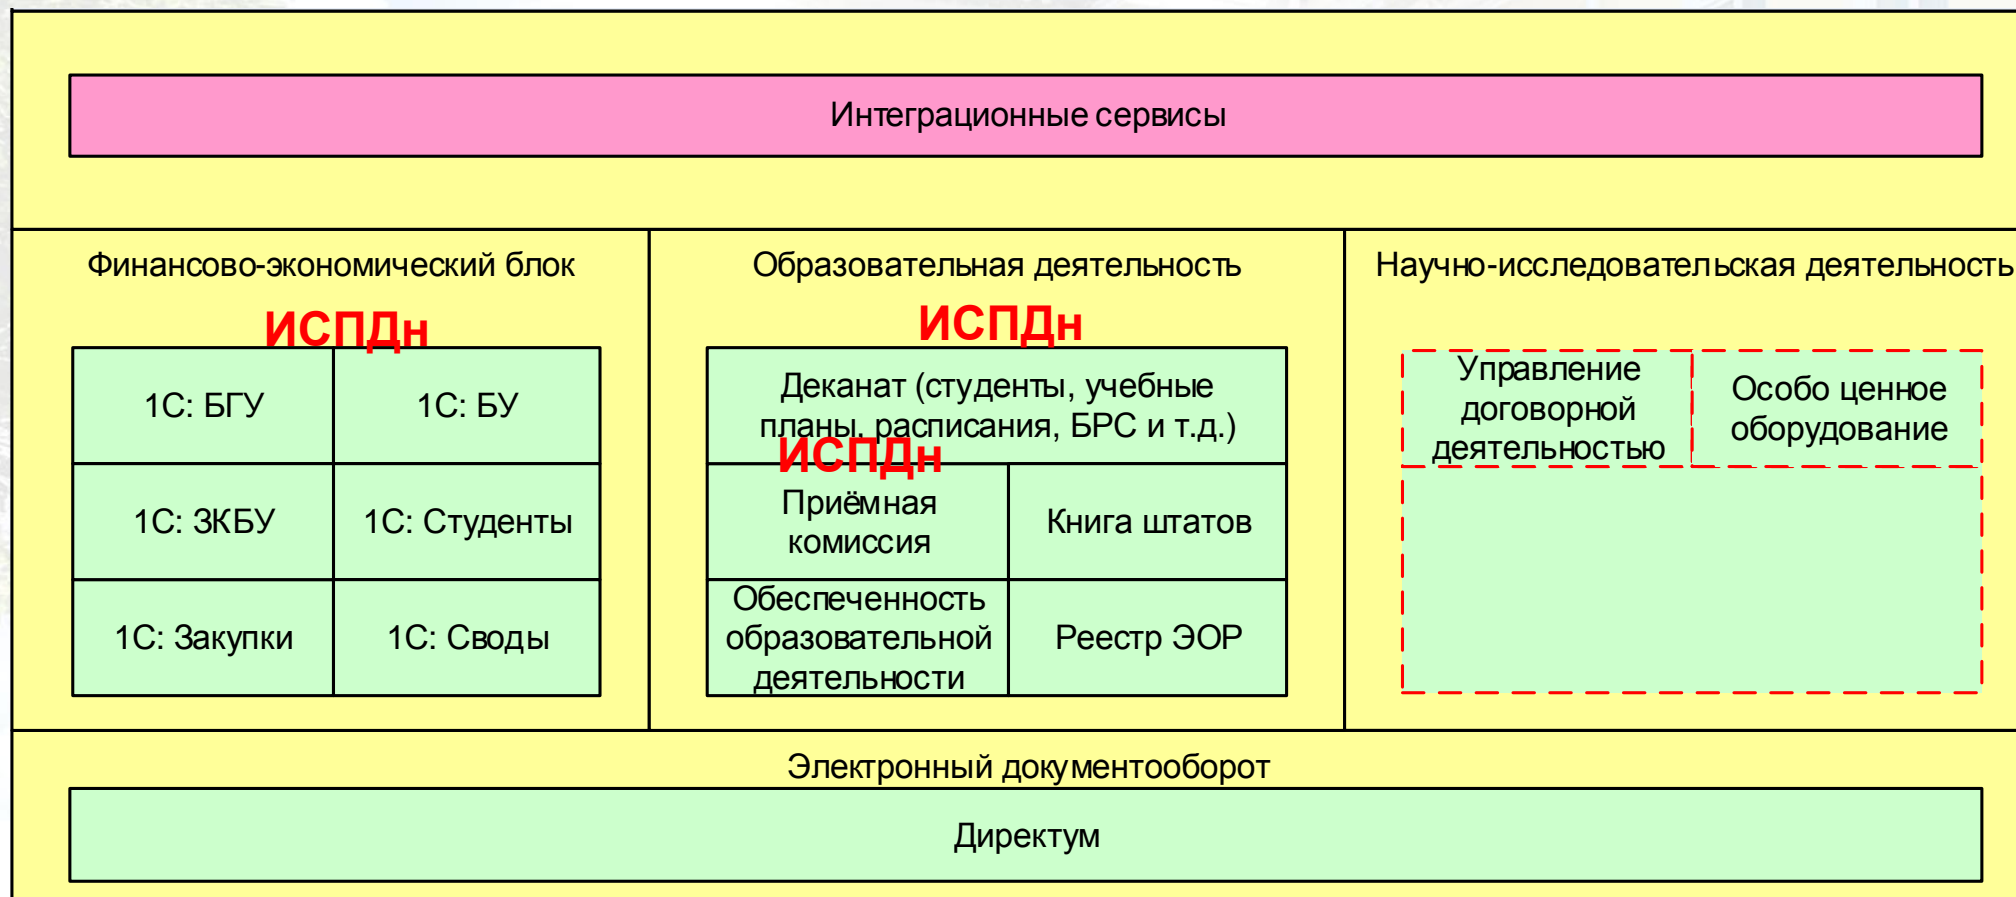 Интеграционные сервисы
Финансово-экономический блок
ИСПДн
1С: БГУ
1С: БУ
1С: ЗКБУ
1С: Студенты
1С: Закупки
1С: Своды
Образовательная деятельность
ИСПДн
Деканат (студенты, учебные
планы, расписания, БРС и т.д.)
ИСПДн
Приёмная
комиссия
Книга штатов
Обеспеченность
образовательной
деятельности
Реестр ЭОР
Научно-исследовательская деятельность
Управление
договорной
деятельностью
Особо ценное
оборудование
Электронный документооборот
Директум